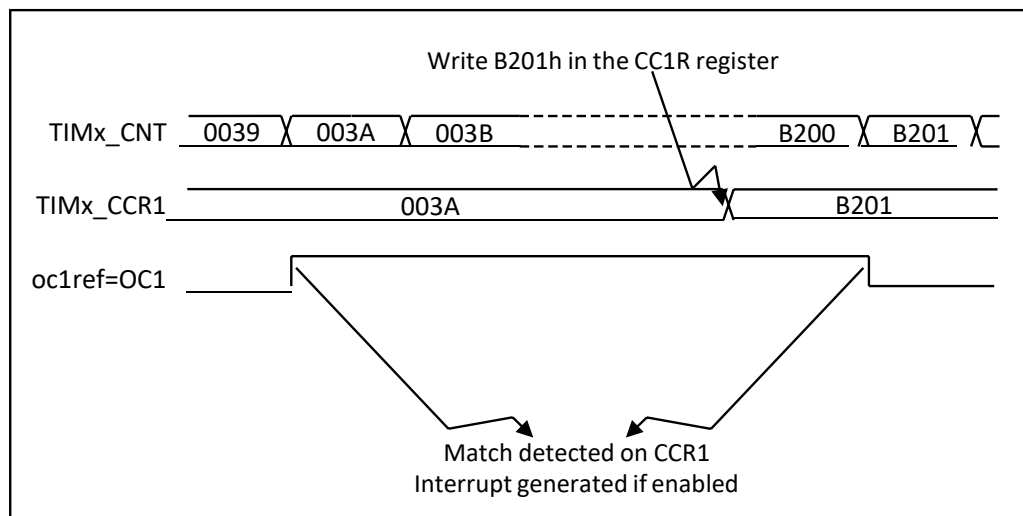 Write B201h in the CC1R register
TIMx_CNT 0039 003A 003B B200 B201
TIMx_CCR1 003A B201
oc1ref=OC1
Match detected on CCR1
Interrupt generated if enabled